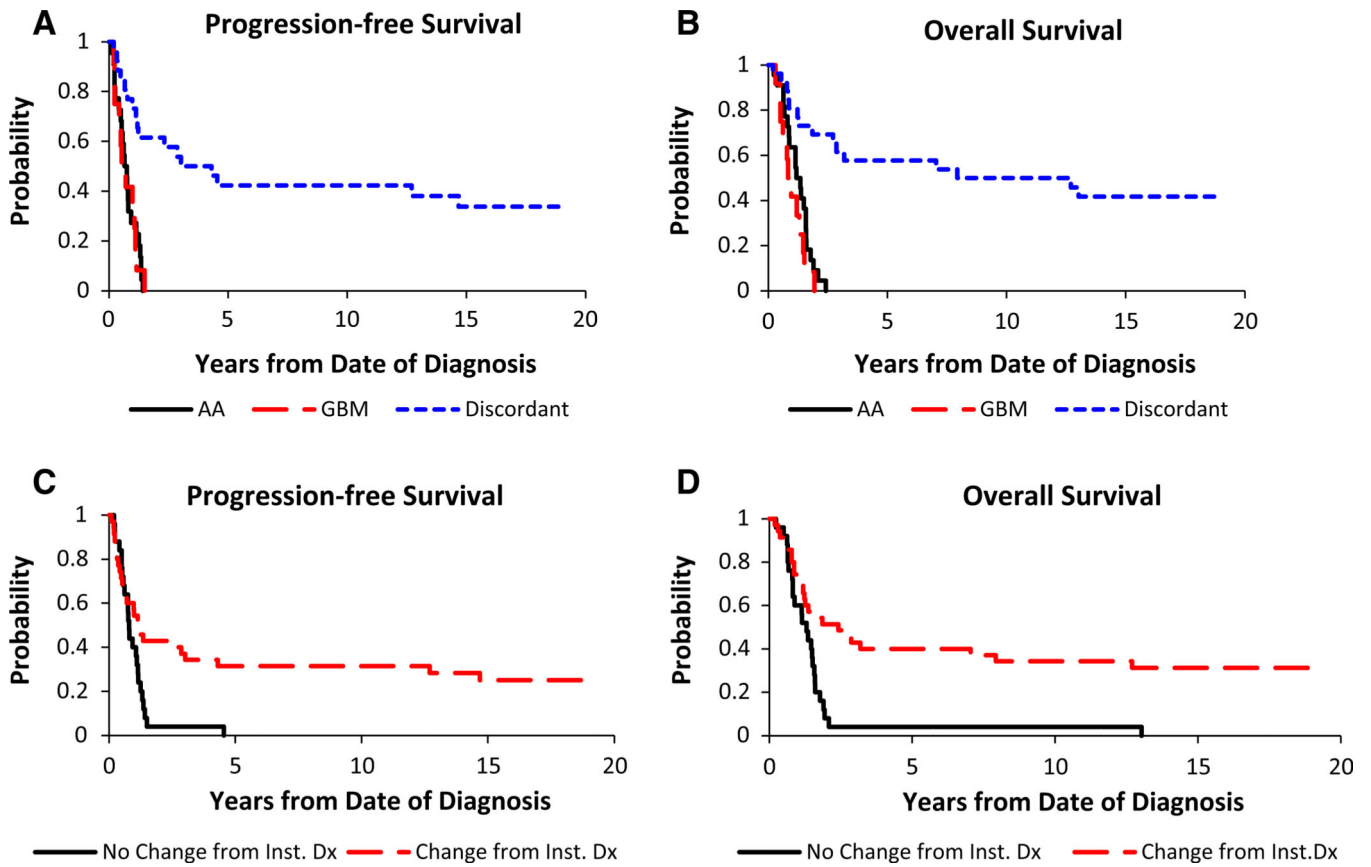 A
Progression-free Survival
Probability
1
0.8
0.6
0.4
0.2
0
0 5 10 15 20
Years from Date of Diagnosis
AA GBM Discordant
B
Overall Survival
Probability
1
0.8
0.6
0.4
0.2
0
0 5 10 15 20
Years from Date of Diagnosis
AA GBM Discordant
C
Progression-free Survival
Probability
1
0.8
0.6
0.4
0.2
0
0 5 10 15 20
Years from Date of Diagnosis
No Change from Inst. Dx Change from Inst. Dx
D
Overall Survival
Probability
1
0.8
0.6
0.4
0.2
0
0 5 10 15 20
Years from Date of Diagnosis
No Change from Inst. Dx Change from Inst. Dx